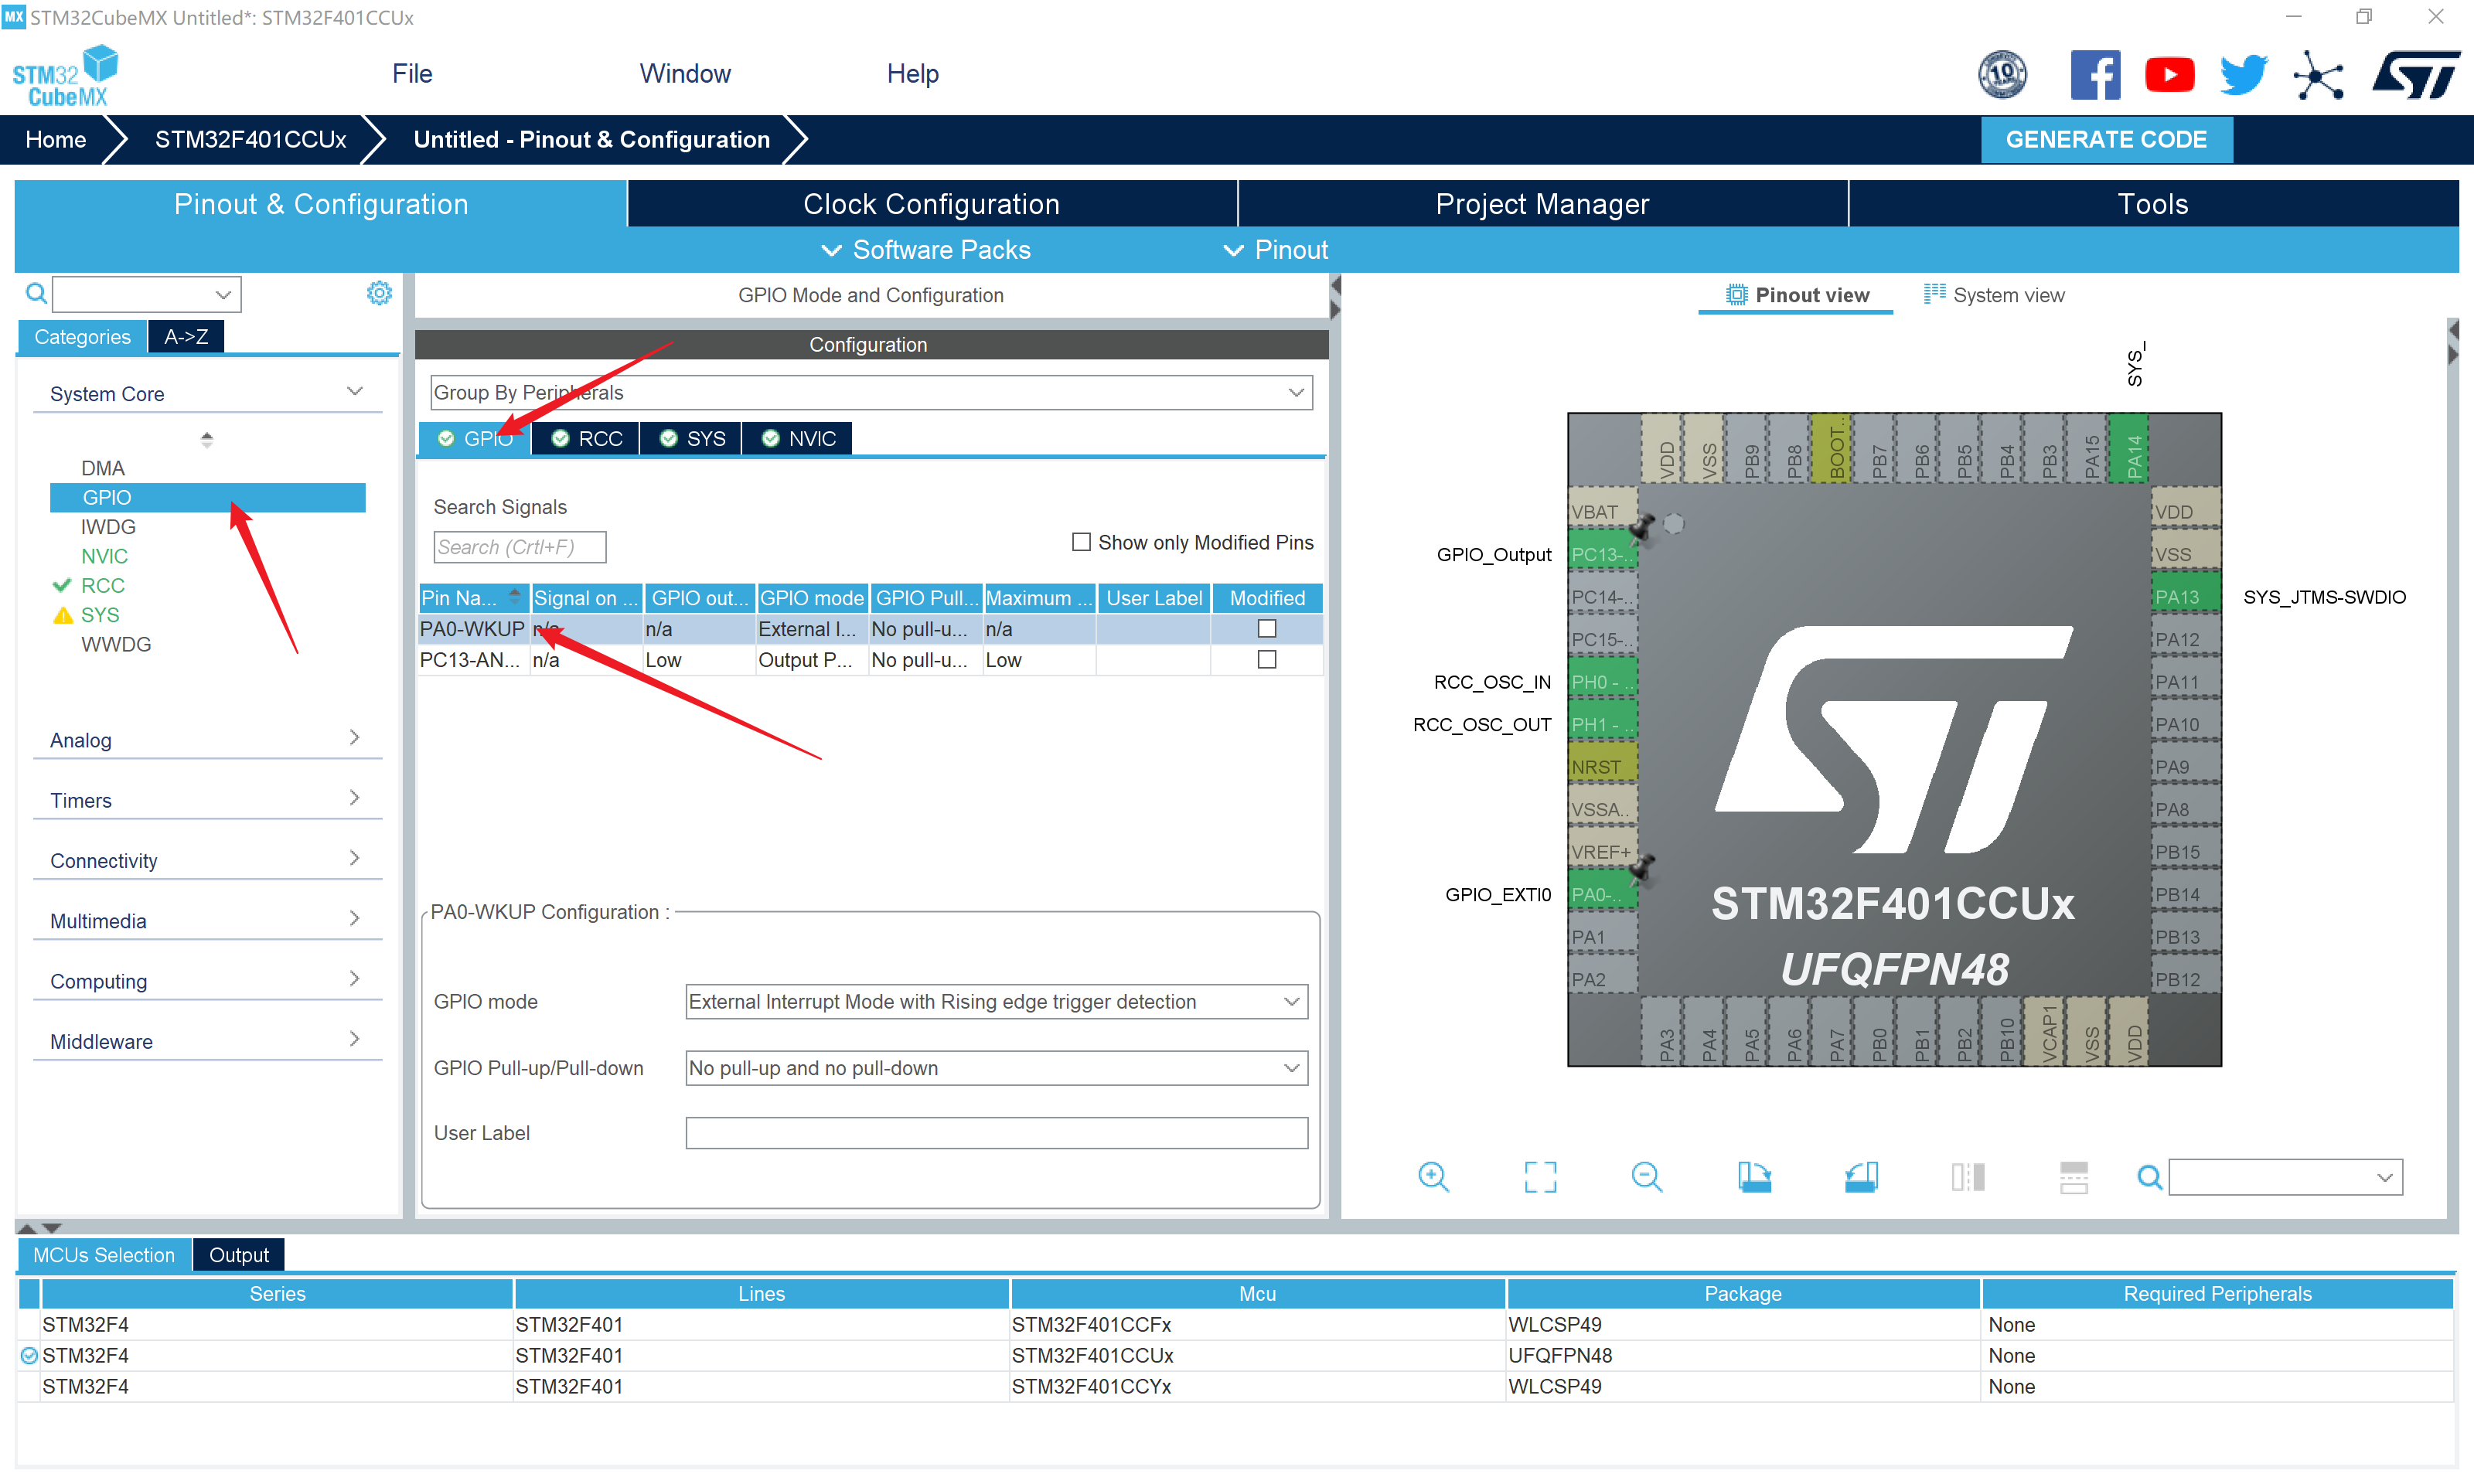 MX STM32CubeMX Untitled*: STM32F401CCUx
STM32 CubeMX
File Window Help
10
Home STM32F401CCUx Untitled - Pinout & Configuration GENERATE CODE
Pinout & Configuration Clock Configuration Project Manager Tools
Software Packs Pinout
GPIO Mode and Configuration
Categories A->Z
System Core
DMA
GPIO
IWDG
NVIC
RCC
SYS
WWDG
Analog
Timers
Connectivity
Multimedia
Computing
Middleware
Configuration
Group By Peripherals
GPIO RCC SYS NVIC
Search Signals
Search (Crtl+F)
Show only Modified Pins
Pin Na... Signal on ... GPIO out... GPIO mode GPIO Pull... Maximum ... User Label Modified
PA0-WKUP n/a n/a External I... No pull-u... n/a
PC13-AN... n/a Low Output P... No pull-u... Low
PA0-WKUP Configuration :
GPIO mode External Interrupt Mode with Rising edge trigger detection
GPIO Pull-up/Pull-down No pull-up and no pull-down
User Label
Pinout view System view
SYS_
VDD VSS PB9 PB8 BOOT.. PB7 PB6 PB5 PB4 PB3 PA15 PA14
VBAT
GPIO_Output PC13-..
PC14-..
PC15-..
RCC_OSC_IN PH0 - ..
RCC_OSC_OUT PH1 - ..
NRST
VSSA..
VREF+
GPIO_EXTI0 PA0-..
PA1
PA2
STM32F401CCUx
UFQFPN48
VDD
VSS
PA13 SYS_JTMS-SWDIO
PA12
PA11
PA10
PA9
PA8
PB15
PB14
PB13
PB12
PA3 PA4 PA5 PA6 PA7 PB0 PB1 PB2 PB10 VCAP1 VSS VDD
MCUs Selection Output
Series Lines Mcu Package Required Peripherals
STM32F4 STM32F401 STM32F401CCFx WLCSP49 None
STM32F4 STM32F401 STM32F401CCUx UFQFPN48 None
STM32F4 STM32F401 STM32F401CCYx WLCSP49 None